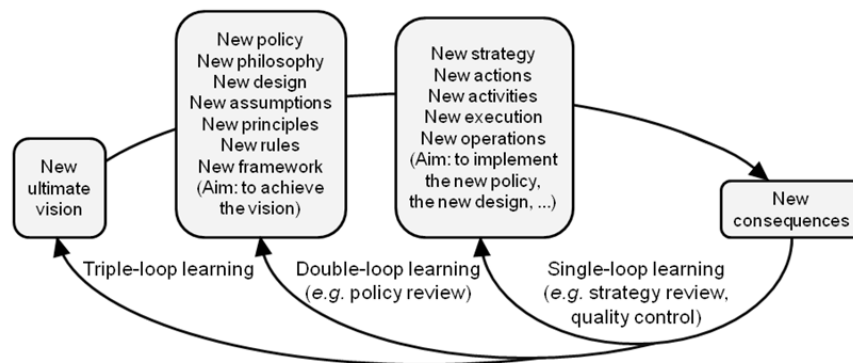 New
ultimate
vision
New policy
New philosophy
New design
New assumptions
New principles
New rules
New framework
(Aim: to achieve
the vision)
New strategy
New actions
New activities
New execution
New operations
(Aim: to implement
the new policy,
the new design, ...)
New
consequences
Triple-loop learning
Double-loop learning
(e.g. policy review)
Single-loop learning
(e.g. strategy review,
quality control)